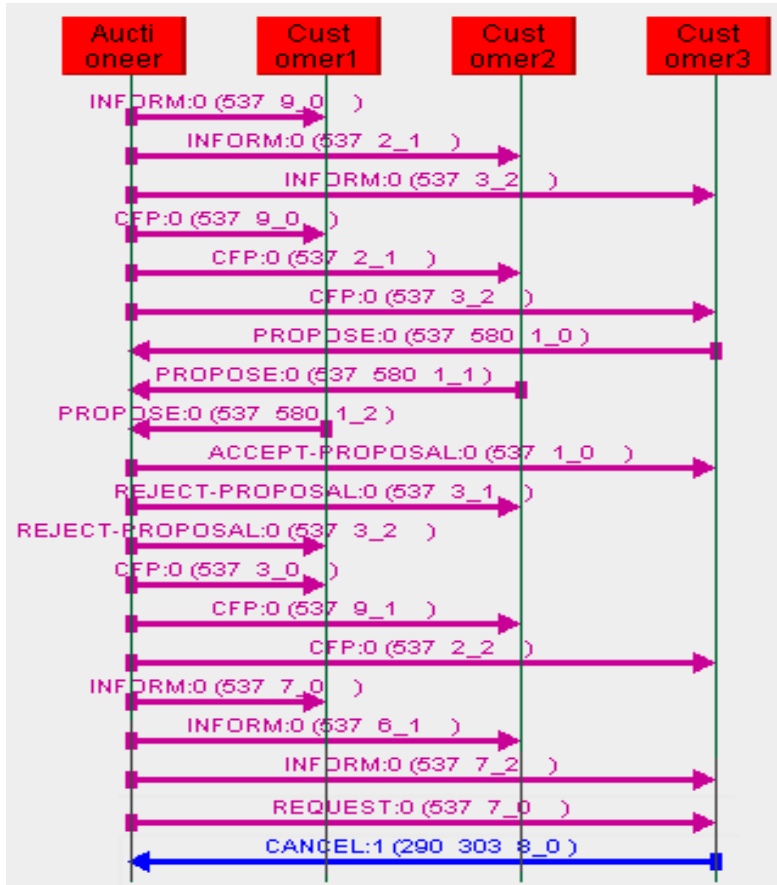 Aucti
oneer
Cust
omer1
Cust
omer2
Cust
omer3
INFORM:0 (537 9_0 )
INFORM:0 (537 2_1 )
INFORM:0 (537 3_2 )
CFP:0 (537 9_0 )
CFP:0 (537 2_1 )
CFP:0 (537 3_2 )
PROPOSE:0 (537 580 1_0 )
PROPOSE:0 (537 580 1_1 )
PROPOSE:0 (537 580 1_2 )
ACCEPT-PROPOSAL:0 (537 1_0 )
REJECT-PROPOSAL:0 (537 3_1 )
REJECT-PROPOSAL:0 (537 3_2 )
CFP:0 (537 3_0 )
CFP:0 (537 9_1 )
CFP:0 (537 2_2 )
INFORM:0 (537 7_0 )
INFORM:0 (537 6_1 )
INFORM:0 (537 7_2 )
REQUEST:0 (537 7_0 )
CANCEL:1 (290 303 8_0 )